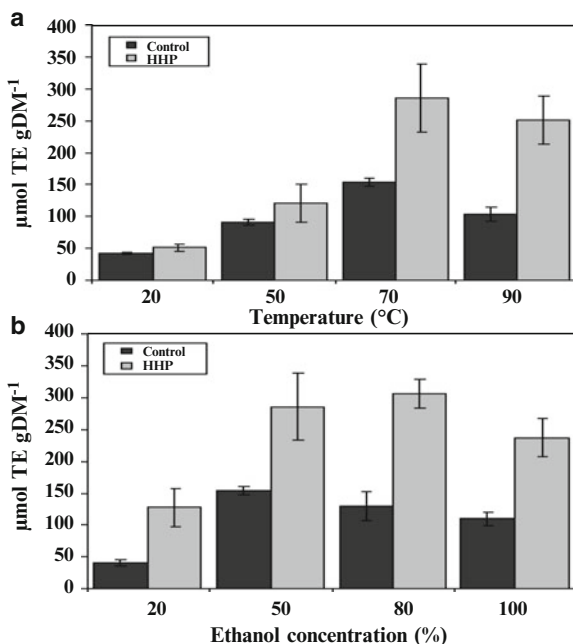 a
Control
HHP
400
350
300
250
200
150
100
50
0
µmol TE gDM⁻¹
20 50 70 90
Temperature (°C)
b
Control
HHP
400
350
300
250
200
150
100
50
0
µmol TE gDM⁻¹
20 50 80 100
Ethanol concentration (%)